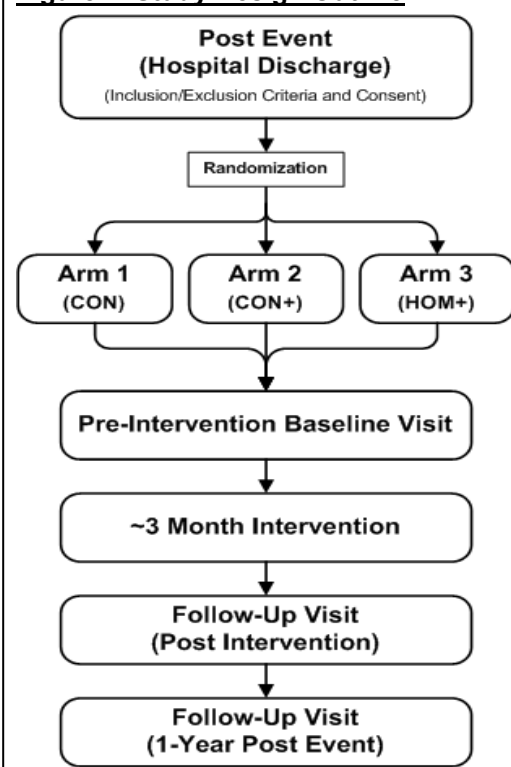 Post Event
(Hospital Discharge)
(Inclusion/Exclusion Criteria and Consent)
Randomization
Arm 1
(CON)
Arm 2
(CON+)
Arm 3
(HOM+)
Pre-Intervention Baseline Visit
~3 Month Intervention
Follow-Up Visit
(Post Intervention)
Follow-Up Visit
(1-Year Post Event)